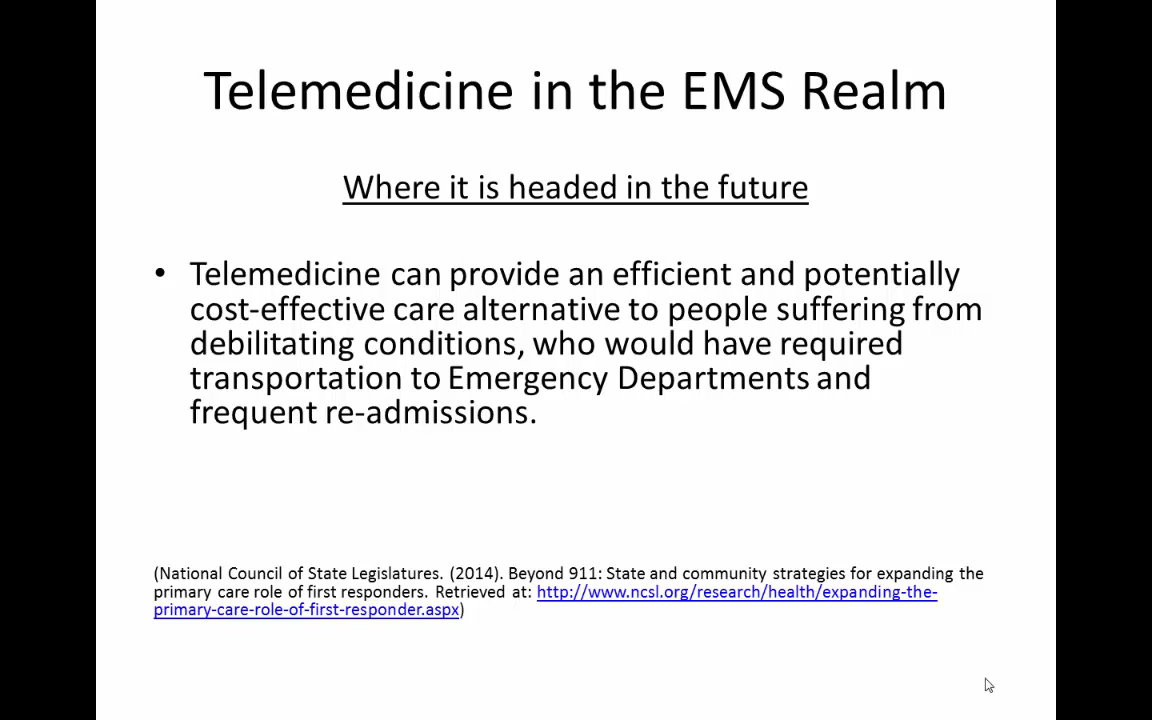 Telemedicine in the EMS Realm
Where it is headed in the future
• Telemedicine can provide an efficient and potentially
cost-effective care alternative to people suffering from
debilitating conditions, who would have required
transportation to Emergency Departments and
frequent re-admissions.
(National Council of State Legislatures. (2014). Beyond 911: State and community strategies for expanding the
primary care role of first responders. Retrieved at: http://www.ncsl.org/research/health/expanding-the-
primary-care-role-of-first-responder.aspx)